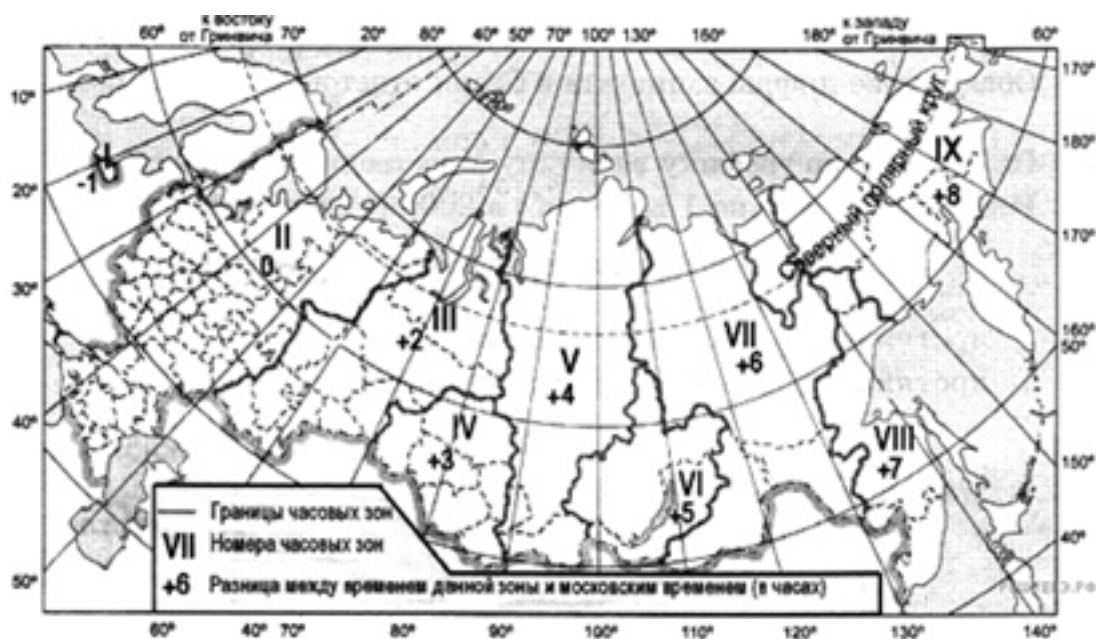 к востоку
от Гринвича
к западу
от Гринвича
60° 70° 20° 80° 40° 50° 70° 100° 130° 160° 180° 60°
170°
10°
180°
IX
+8
Северный полярный круг
-1
20°
170°
II
0
30°
III
+2
VII
+6
160°
50°
V
+4
40°
IV
+3
VIII
+7
VI
+5
150°
40°
Границы часовых зон
VII Номера часовых зон
+6 Разница между временем данной зоны и московским временем (в часах)
50°
60° 40° 70° 80° 90° 100° 110° 120° 130° 140°